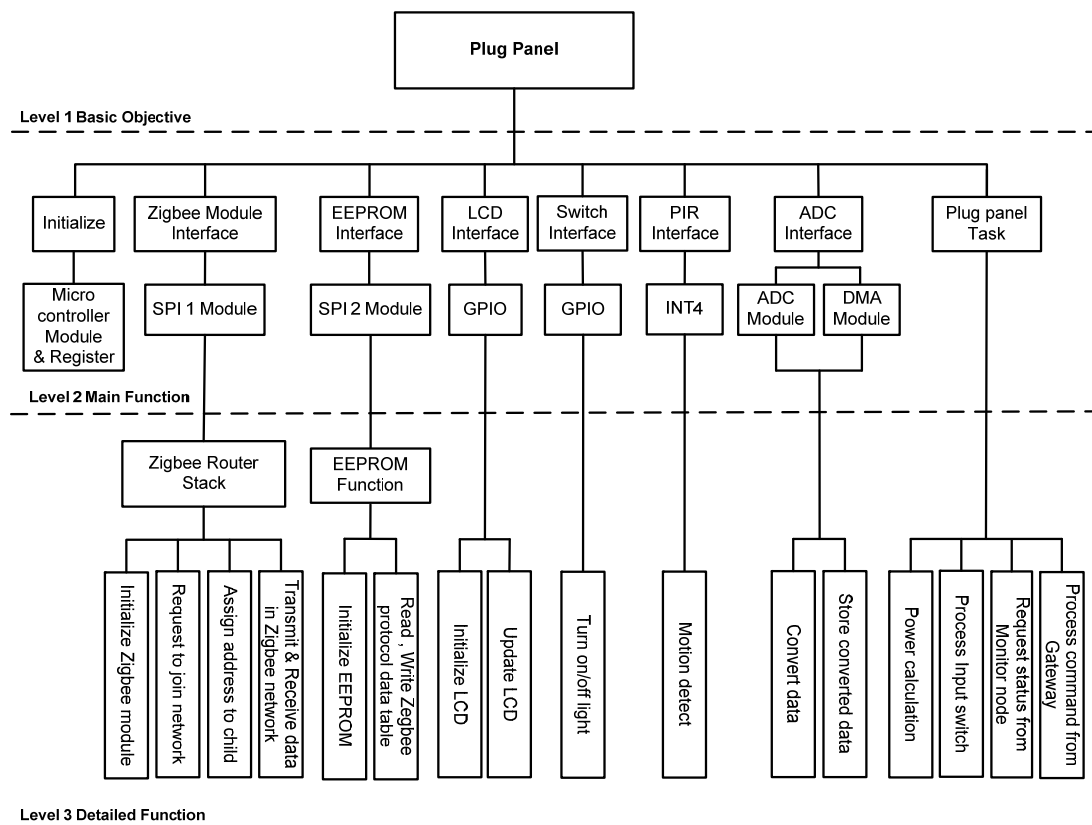 Plug Panel
Level 1 Basic Objective
Initialize
Zigbee Module
Interface
EEPROM
Interface
LCD
Interface
Switch
Interface
PIR
Interface
ADC
Interface
Plug panel
Task
Micro
controller
Module
& Register
SPI 1 Module
SPI 2 Module
GPIO
GPIO
INT4
ADC
Module
DMA
Module
Level 2 Main Function
Zigbee Router
Stack
EEPROM
Function
Initialize Zigbee module
Request to join network
Assign address to child
Transmit & Receive data
in Zigbee network
Initialize EEPROM
Read , Write Zegbee
protocol data table
Initialize LCD
Update LCD
Turn on/off light
Motion detect
Convert data
Store converted data
Power calculation
Process Input switch
Request status from
Monitor node
Process command from
Gateway
Level 3 Detailed Function